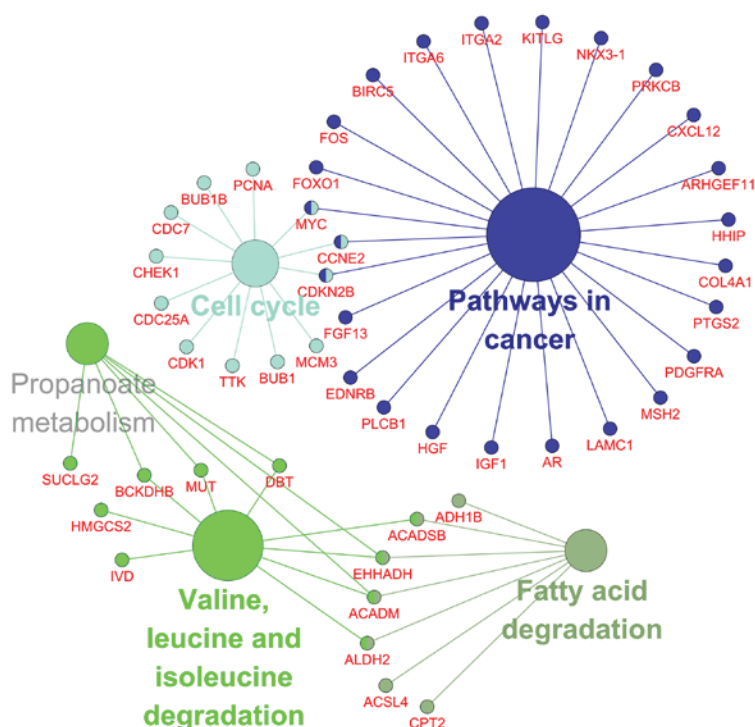 ITGA2
KITLG
ITGA6
NKX3-1
BIRC5
PRKCB
FOS
CXCL12
PCNA
FOXO1
ARHGEF11
BUB1B
CDC7
MYC
HHIP
CHEK1
CCNE2
COL4A1
CDKN2B
Cell cycle
Pathways in
cancer
CDC25A
PTGS2
FGF13
CDK1
TTK
BUB1
MCM3
PDGFRA
Propanoate
metabolism
EDNRB
MSH2
PLCB1
HGF
IGF1
AR
LAMC1
SUCLG2
BCKDHB
MUT
DBT
ADH1B
HMGCS2
ACADSB
IVD
EHHADH
Valine,
leucine and
isoleucine
degradation
Fatty acid
degradation
ACADM
ALDH2
ACSL4
CPT2